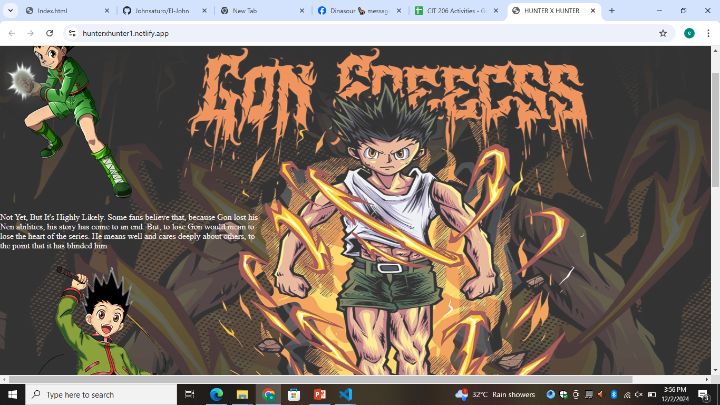 Index.html
Johnsaturo/El-John
New Tab
Dinasour 🦖 messag
CIT 206 Activities - G
HUNTER X HUNTER
hunterxhunter1.netlify.app
e
GON FREECSS
Not Yet, But It's Highly Likely. Some fans believe that, because Gon lost his
Nen abilities, his story has come to an end. But, to lose Gon would mean to
lose the heart of the series. He means well and cares deeply about others, to
the point that it has blinded him
Type here to search
32°C Rain showers
3:56 PM
12/2/2024